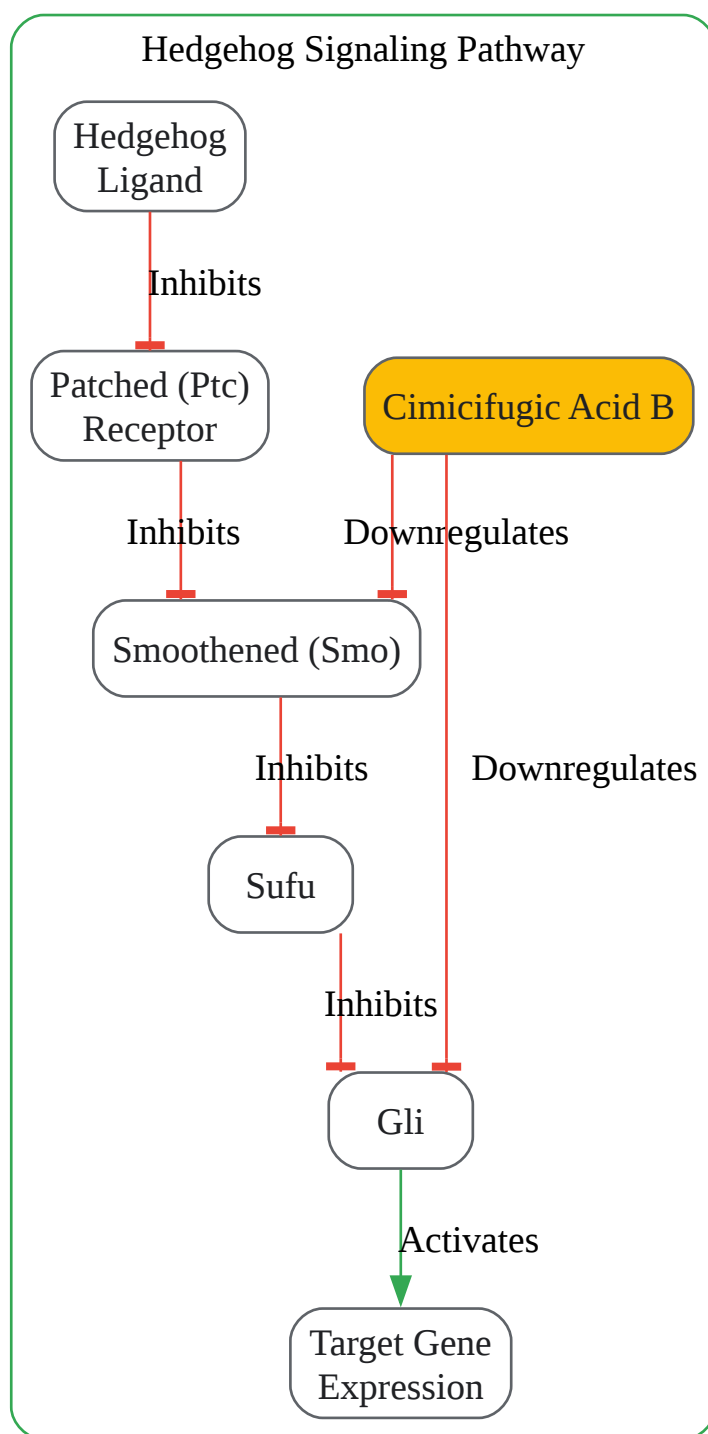 Hedgehog Signaling Pathway
Hedgehog
Ligand
Inhibits
Patched (Ptc)
Receptor
Cimicifugic Acid B
Inhibits
Downregulates
Smoothened (Smo)
Inhibits
Downregulates
Sufu
Inhibits
Gli
Activates
Target Gene
Expression